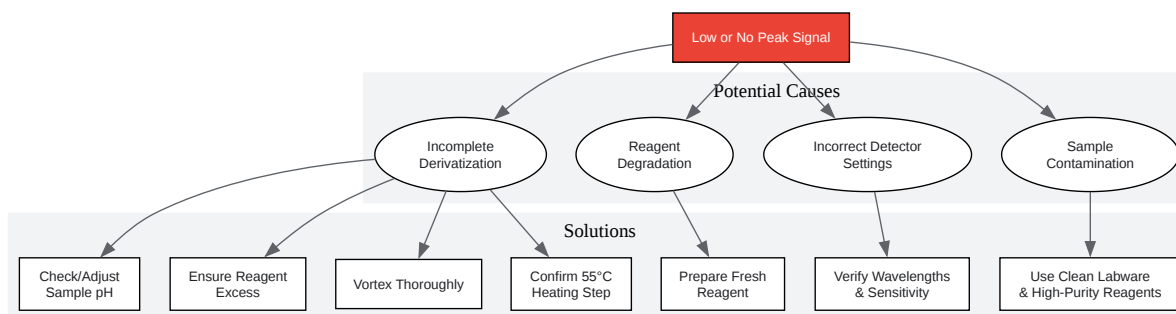 Low or No Peak Signal
Potential Causes
Incomplete
Derivatization
Reagent
Degradation
Incorrect Detector
Settings
Sample
Contamination
Solutions
Check/Adjust
Sample pH
Ensure Reagent
Excess
Vortex Thoroughly
Confirm 55°C
Heating Step
Prepare Fresh
Reagent
Verify Wavelengths
& Sensitivity
Use Clean Labware
& High-Purity Reagents